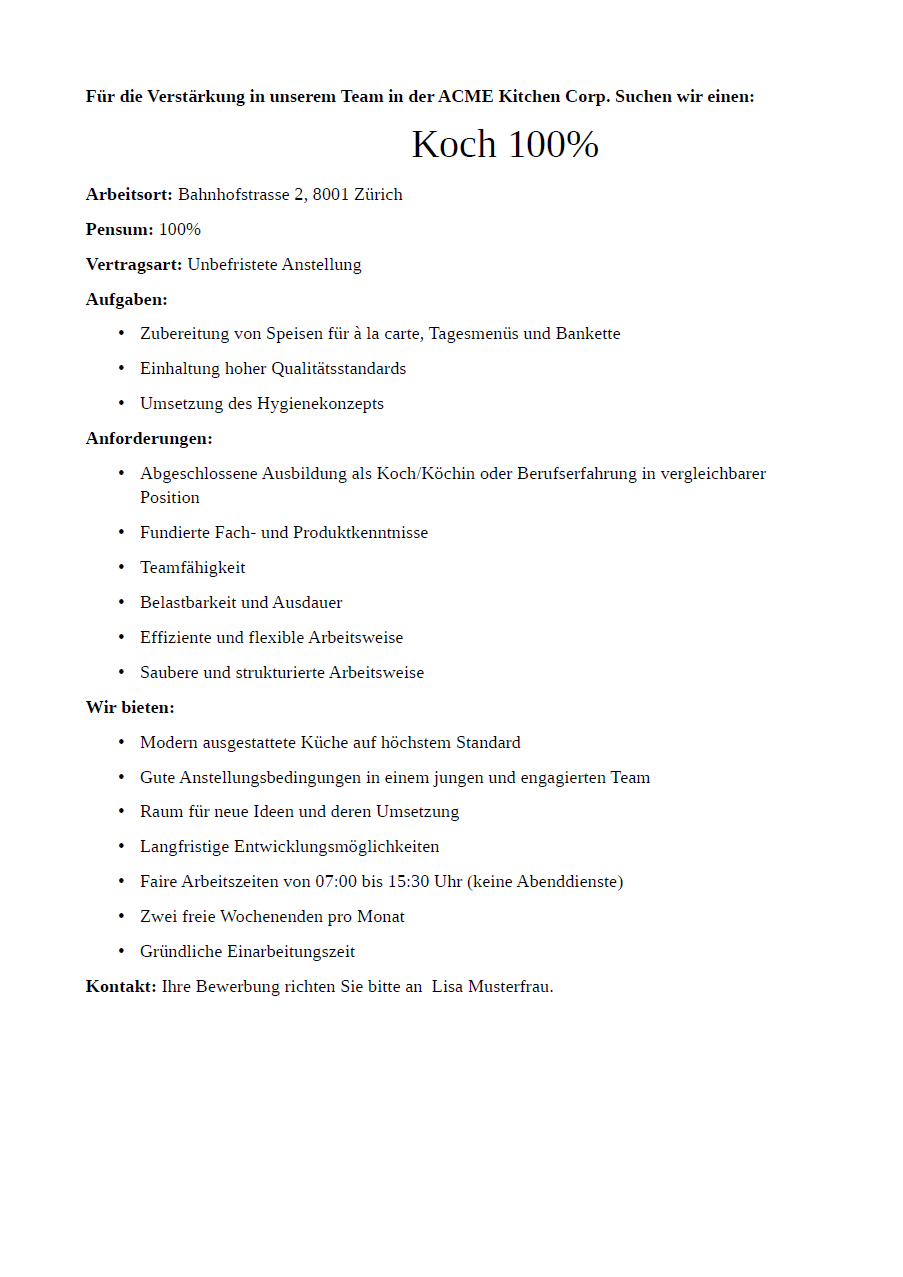 Für die Verstärkung in unserem Team in der ACME Kitchen Corp. Suchen wir einen:
Koch 100%
Arbeitsort: Bahnhofstrasse 2, 8001 Zürich
Pensum: 100%
Vertragsart: Unbefristete Anstellung
Aufgaben:
• Zubereitung von Speisen für à la carte, Tagesmenüs und Bankette
• Einhaltung hoher Qualitätsstandards
• Umsetzung des Hygienekonzepts
Anforderungen:
• Abgeschlossene Ausbildung als Koch/Köchin oder Berufserfahrung in vergleichbarer
Position
• Fundierte Fach- und Produktkenntnisse
• Teamfähigkeit
• Belastbarkeit und Ausdauer
• Effiziente und flexible Arbeitsweise
• Saubere und strukturierte Arbeitsweise
Wir bieten:
• Modern ausgestattete Küche auf höchstem Standard
• Gute Anstellungsbedingungen in einem jungen und engagierten Team
• Raum für neue Ideen und deren Umsetzung
• Langfristige Entwicklungsmöglichkeiten
• Faire Arbeitszeiten von 07:00 bis 15:30 Uhr (keine Abenddienste)
• Zwei freie Wochenenden pro Monat
• Gründliche Einarbeitungszeit
Kontakt: Ihre Bewerbung richten Sie bitte an  Lisa Musterfrau.